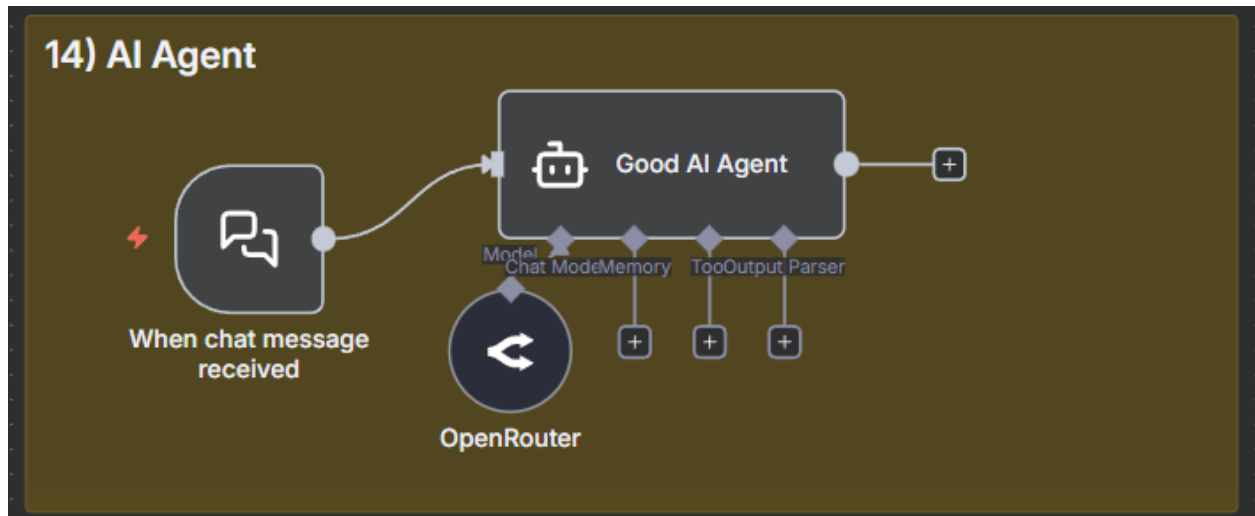 14) AI Agent
Good AI Agent
Model
Chat Mode
Memory
Too
Output Parser
When chat message
received
OpenRouter